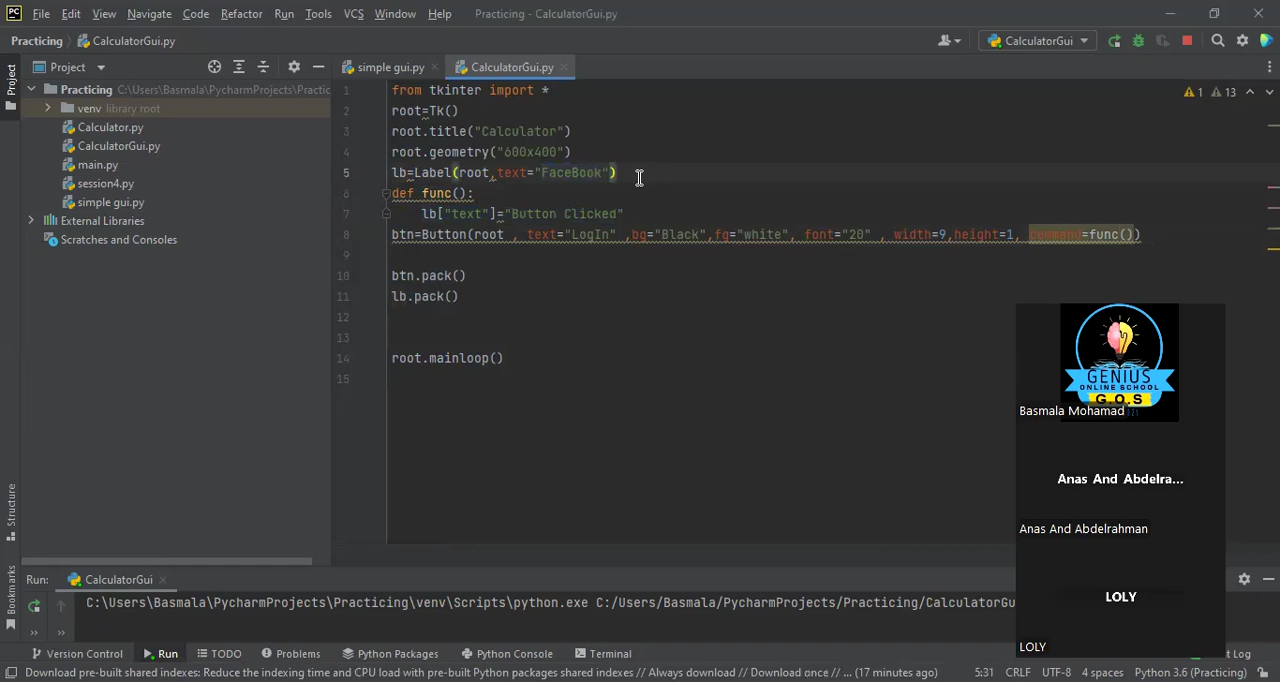 PC File Edit View Navigate Code Refactor Run Tools VCS Window Help Practicing - CalculatorGui.py
Practicing CalculatorGui.py CalculatorGui
Project simple gui.py CalculatorGui.py
Project
Practicing C:\Users\Basmala\PycharmProjects\Practic
venv library root
Calculator.py
CalculatorGui.py
main.py
session4.py
simple gui.py
External Libraries
Scratches and Consoles
1 from tkinter import *
2 root=Tk()
3 root.title("Calculator")
4 root.geometry("600x400")
5 lb=Label(root,text="FaceBook")
6 def func():
7 lb["text"]="Button Clicked"
8 btn=Button(root , text="LogIn" ,bg="Black",fg="white", font="20" , width=9,height=1, command=func())
9
10 btn.pack()
11 lb.pack()
12
13
14 root.mainloop()
15
1 13
GENIUS
ONLINE SCHOOL
G.O.S
Basmala Mohamad
Anas And Abdelra...
Anas And Abdelrahman
LOLY
LOLY
Structure
Bookmarks
Run: CalculatorGui
C:\Users\Basmala\PycharmProjects\Practicing\venv\Scripts\python.exe C:/Users/Basmala/PycharmProjects/Practicing/CalculatorGu
Version Control Run TODO Problems Python Packages Python Console Terminal t Log
Download pre-built shared indexes: Reduce the indexing time and CPU load with pre-built Python packages shared indexes // Always download // Download once // ... (17 minutes ago) 5:31 CRLF UTF-8 4 spaces Python 3.6 (Practicing)